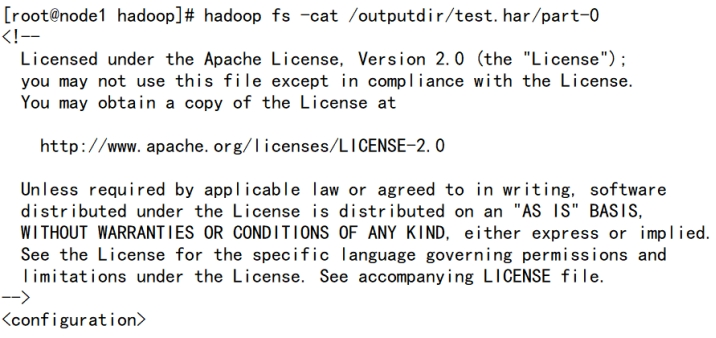 [root@node1 hadoop]# hadoop fs -cat /outputdir/test.har/part-0
<!--
  Licensed under the Apache License, Version 2.0 (the "License");
  you may not use this file except in compliance with the License.
  You may obtain a copy of the License at

    http://www.apache.org/licenses/LICENSE-2.0

  Unless required by applicable law or agreed to in writing, software
  distributed under the License is distributed on an "AS IS" BASIS,
  WITHOUT WARRANTIES OR CONDITIONS OF ANY KIND, either express or implied.
  See the License for the specific language governing permissions and
  limitations under the License. See accompanying LICENSE file.
-->
<configuration>